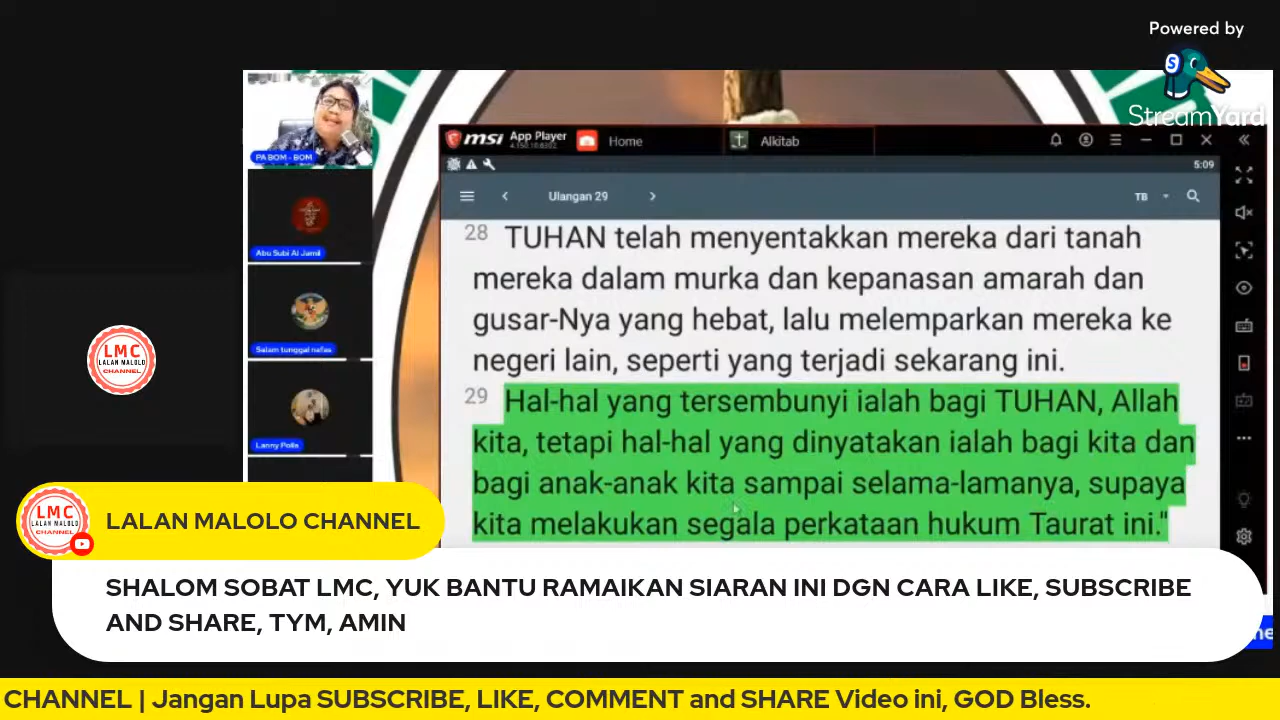 Powered by
StreamYard
PA BOM - BOM
Abu Subi Al Jamil
Salam tunggal nafas
Lanny Polla
msi App Player
Home
Alkitab
5:09
Ulangan 29
TB
28 TUHAN telah menyentakkan mereka dari tanah
mereka dalam murka dan kepanasan amarah dan
gusar-Nya yang hebat, lalu melemparkan mereka ke
negeri lain, seperti yang terjadi sekarang ini.
29 Hal-hal yang tersembunyi ialah bagi TUHAN, Allah
kita, tetapi hal-hal yang dinyatakan ialah bagi kita dan
bagi anak-anak kita sampai selama-lamanya, supaya
kita melakukan segala perkataan hukum Taurat ini."
LMC
LALAN MALOLO
CHANNEL
LMC
LALAN MALOLO
CHANNEL
LALAN MALOLO CHANNEL
SHALOM SOBAT LMC, YUK BANTU RAMAIKAN SIARAN INI DGN CARA LIKE, SUBSCRIBE
AND SHARE, TYM, AMIN
CHANNEL | Jangan Lupa SUBSCRIBE, LIKE, COMMENT and SHARE Video ini, GOD Bless.